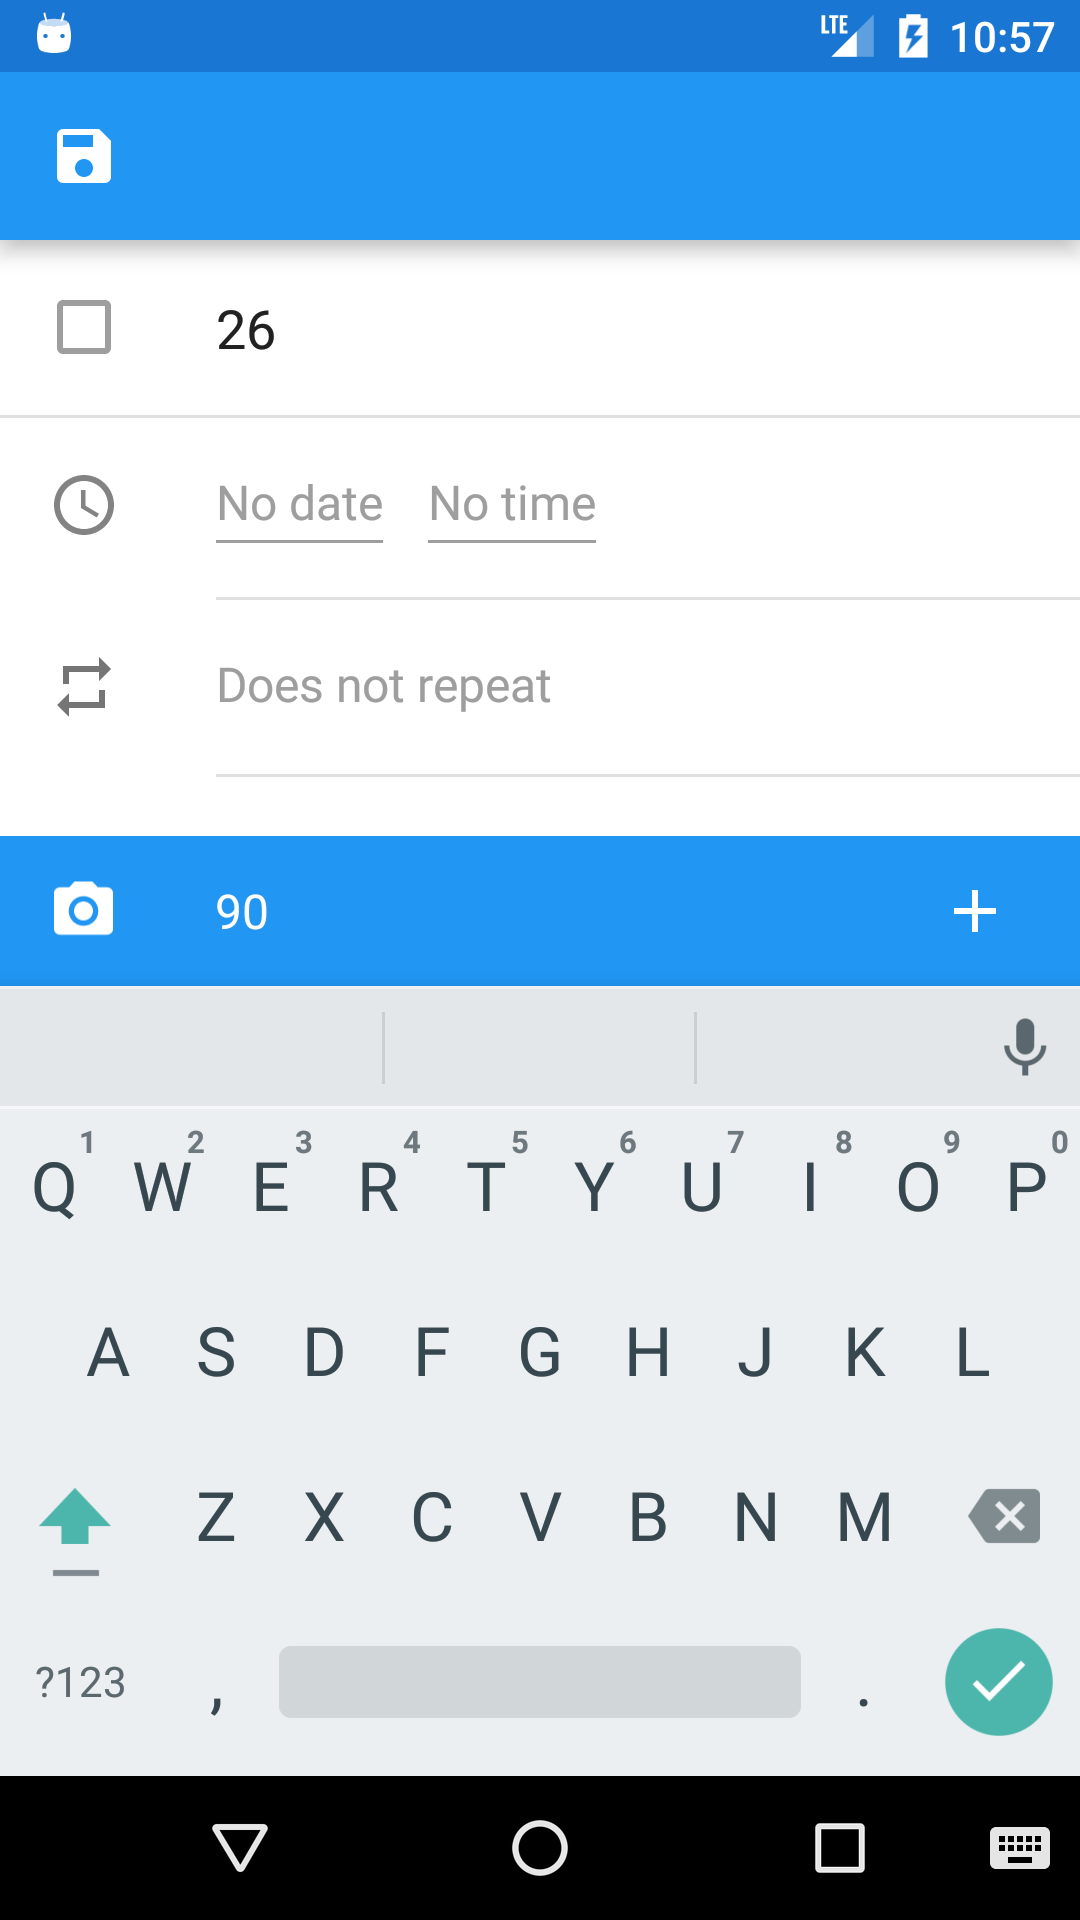 LTE 10:57
26
No date No time
Does not repeat
90
1 2 3 4 5 6 7 8 9 0
Q W E R T Y U I O P
A S D F G H J K L
Z X C V B N M
?123 , .